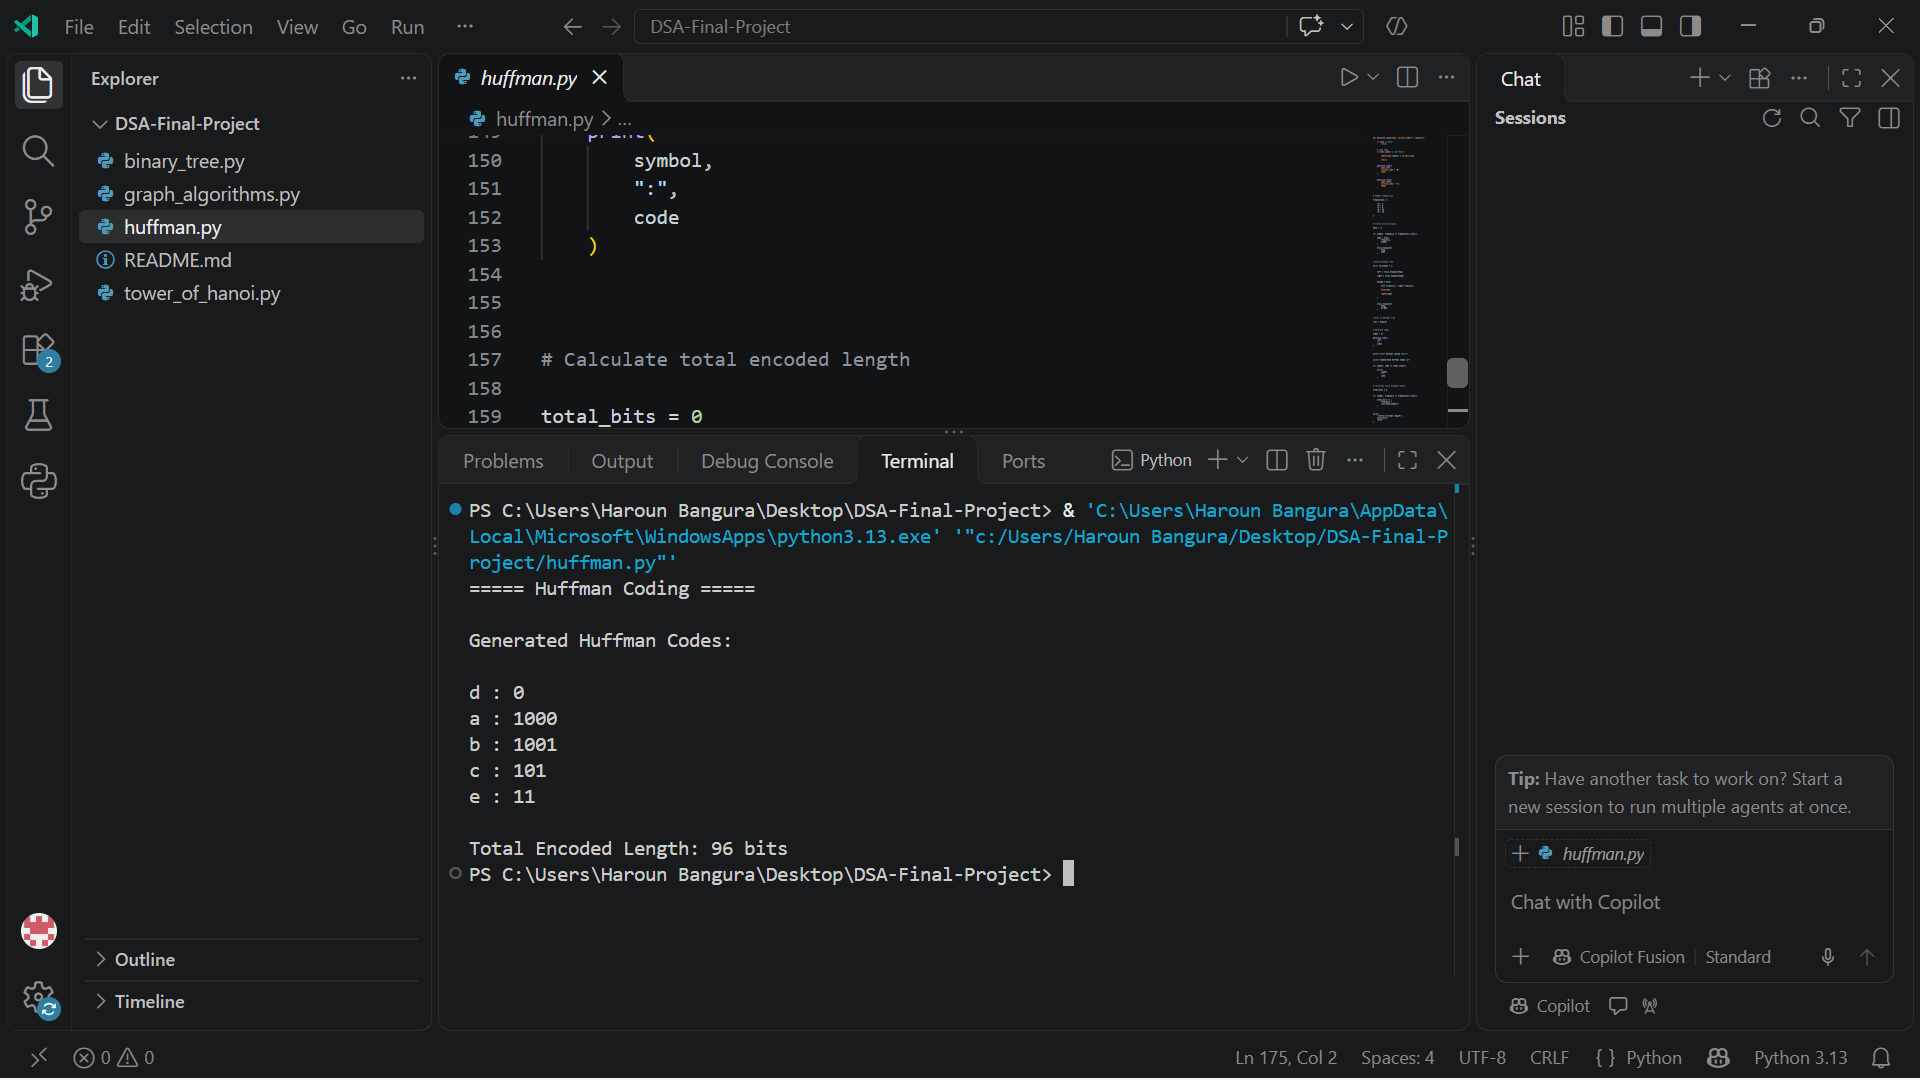 File Edit Selection View Go Run ···
DSA-Final-Project
Explorer
DSA-Final-Project
binary_tree.py
graph_algorithms.py
huffman.py
README.md
tower_of_hanoi.py
2
Outline
Timeline
huffman.py
huffman.py > ...
149 print(
150 symbol,
151 ":",
152 code
153 )
154
155
156
157 # Calculate total encoded length
158
159 total_bits = 0
Problems Output Debug Console Terminal Ports
Python
PS C:\Users\Haroun Bangura\Desktop\DSA-Final-Project> & 'C:\Users\Haroun Bangura\AppData\
Local\Microsoft\WindowsApps\python3.13.exe' '"c:/Users/Haroun Bangura/Desktop/DSA-Final-P
roject/huffman.py"'
===== Huffman Coding =====
Generated Huffman Codes:
d : 0
a : 1000
b : 1001
c : 101
e : 11
Total Encoded Length: 96 bits
PS C:\Users\Haroun Bangura\Desktop\DSA-Final-Project>
Chat
Sessions
Tip: Have another task to work on? Start a
new session to run multiple agents at once.
huffman.py
Chat with Copilot
Copilot Fusion Standard
Copilot
0 0
Ln 175, Col 2 Spaces: 4 UTF-8 CRLF { } Python Python 3.13